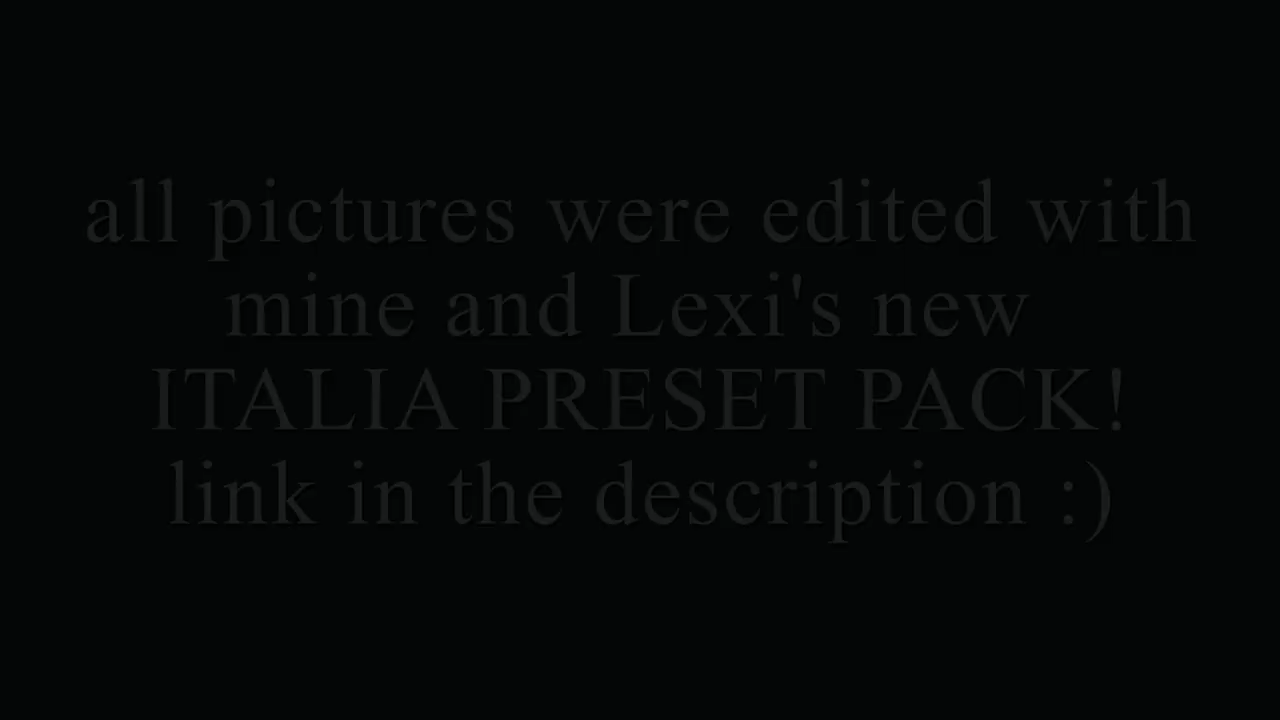 all pictures were edited with
mine and Lexi's new
ITALIA PRESET PACK!
link in the description :)